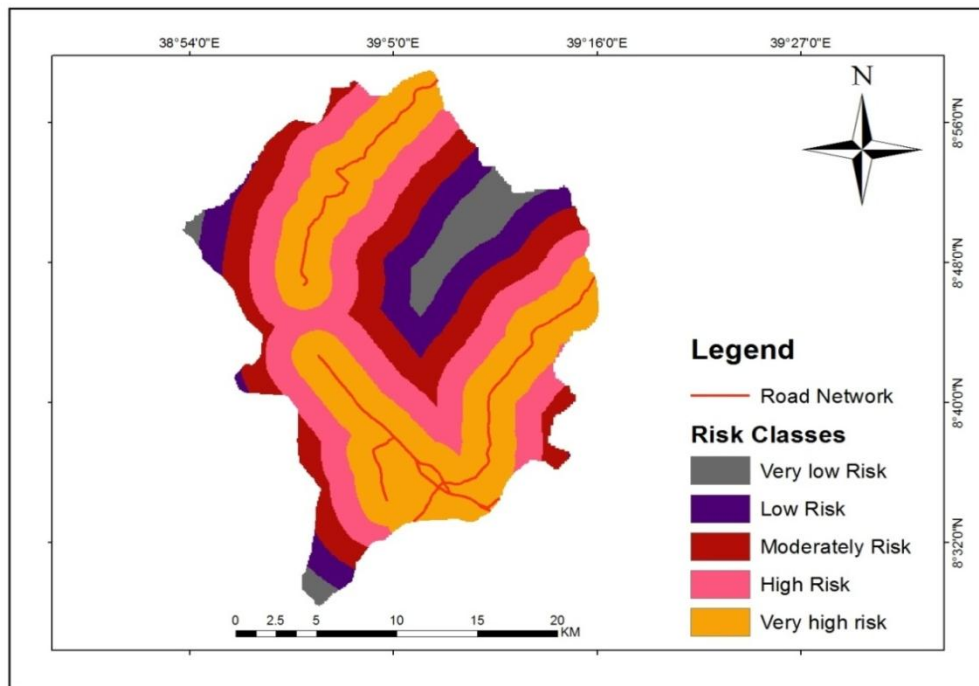 38°54'0"E 39°5'0"E 39°16'0"E 39°27'0"E
N
8°56'0"N
8°48'0"N
8°40'0"N
8°32'0"N
Legend
Road Network
Risk Classes
Very low Risk
Low Risk
Moderately Risk
High Risk
Very high risk
0 2.5 5 10 15 20
KM